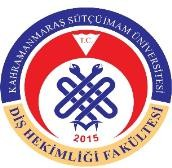 KAHRAMANMARAŞ SÜTÇÜ İMAM ÜNİVERSİTESİ
T.C.
2015
DİŞ HEKİMLİĞİ FAKÜLTESİ